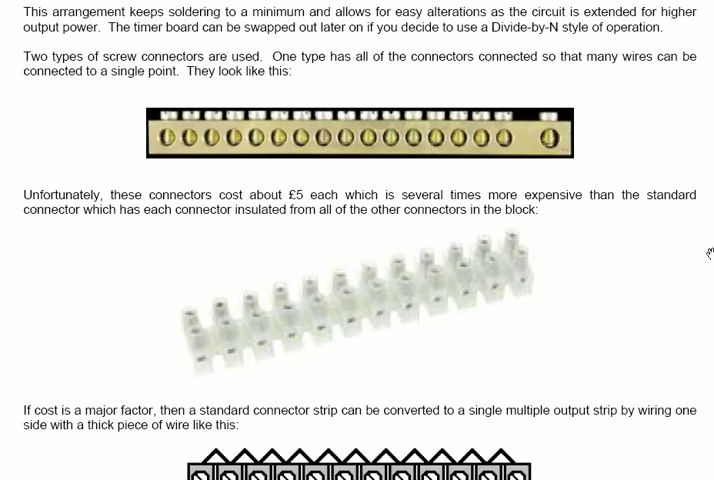 This arrangement keeps soldering to a minimum and allows for easy alterations as the circuit is extended for higher
output power. The timer board can be swapped out later on if you decide to use a Divide-by-N style of operation.
Two types of screw connectors are used. One type has all of the connectors connected so that many wires can be
connected to a single point. They look like this:
Unfortunately, these connectors cost about £5 each which is several times more expensive than the standard
connector which has each connector insulated from all of the other connectors in the block:
If cost is a major factor, then a standard connector strip can be converted to a single multiple output strip by wiring one
side with a thick piece of wire like this: